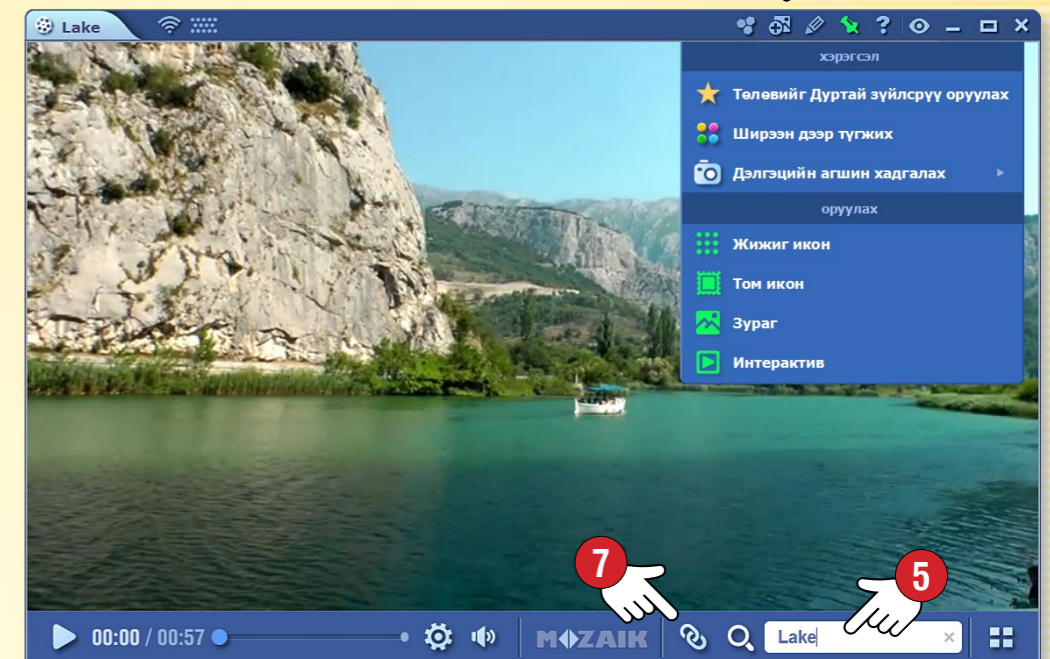 Lake
хэрэгсэл
Төлөвийг Дуртай зүйлсрүү оруулах
Ширээн дээр түгжих
Дэлгэцийн агшин хадгалах
оруулах
Жижиг икон
Том икон
Зураг
Интерактив
7
5
00:00 / 00:57
MOZAIK
Lake